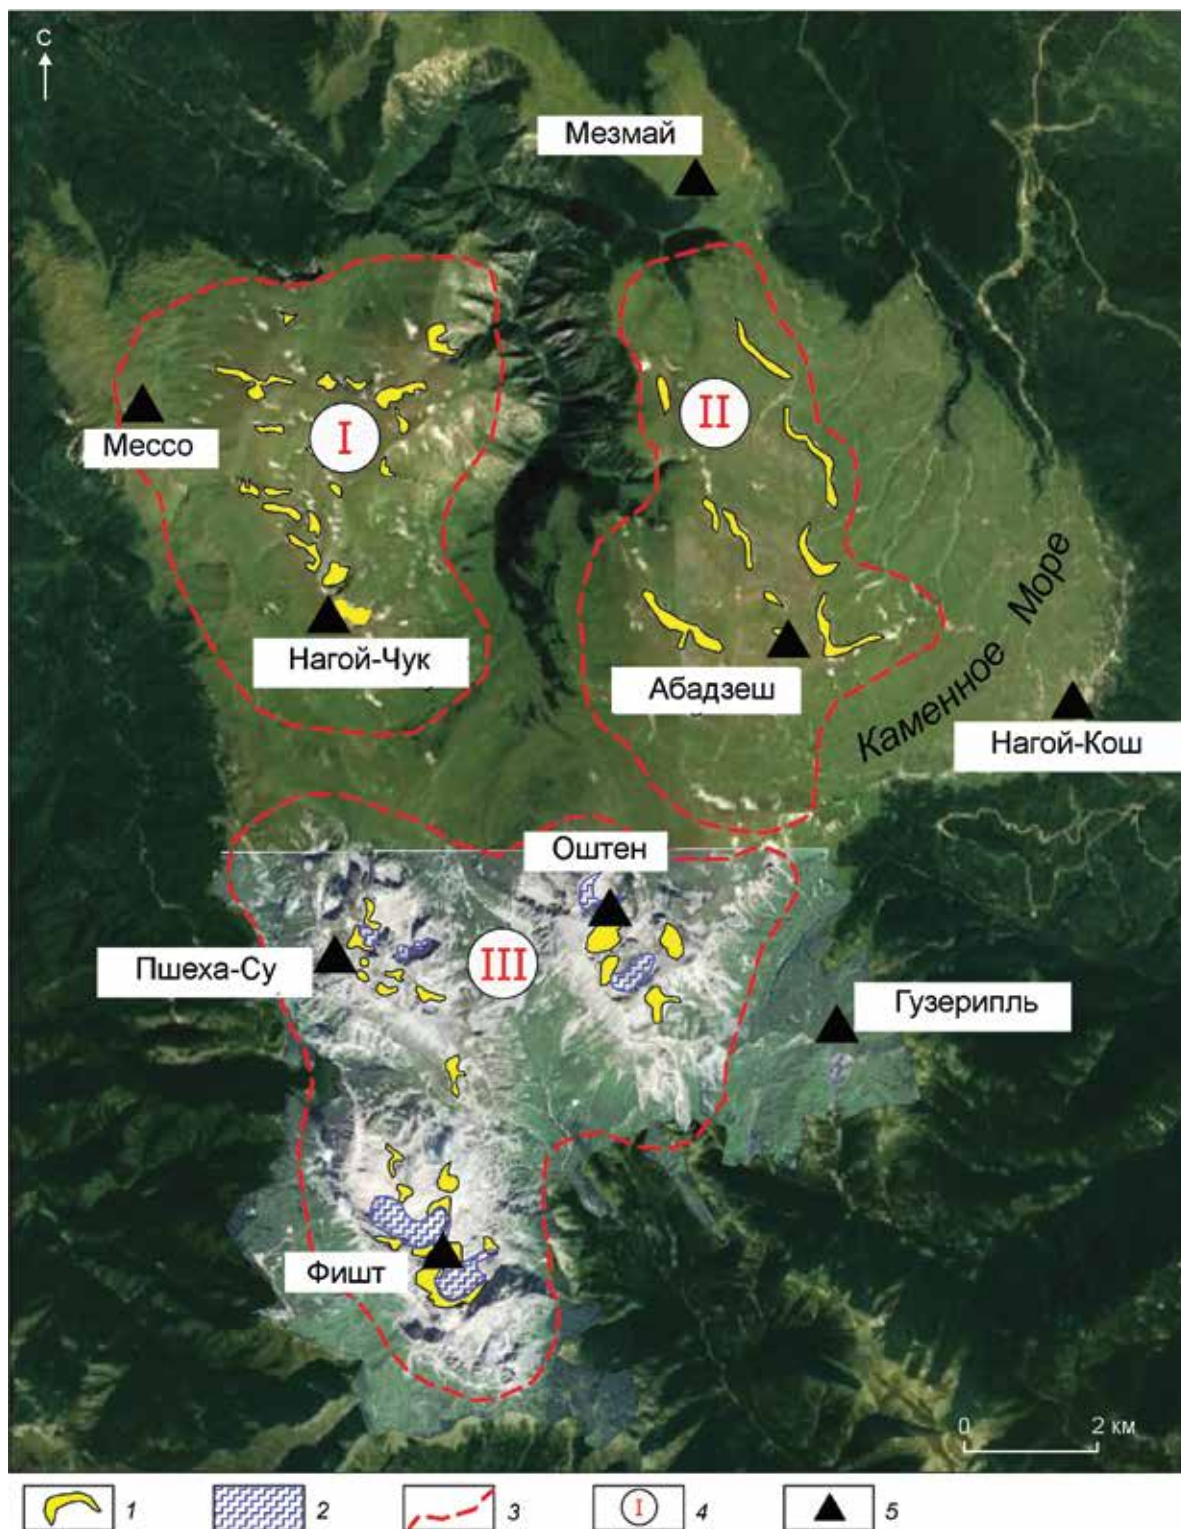 С
Мезмай
II
Мессо
I
Каменное Море
Нагой-Чук
Абадзеш
Нагой-Кош
Оштен
Пшеха-Су
III
Гузерипль
Фишт
0 2 км
1 2 3 I 4 5